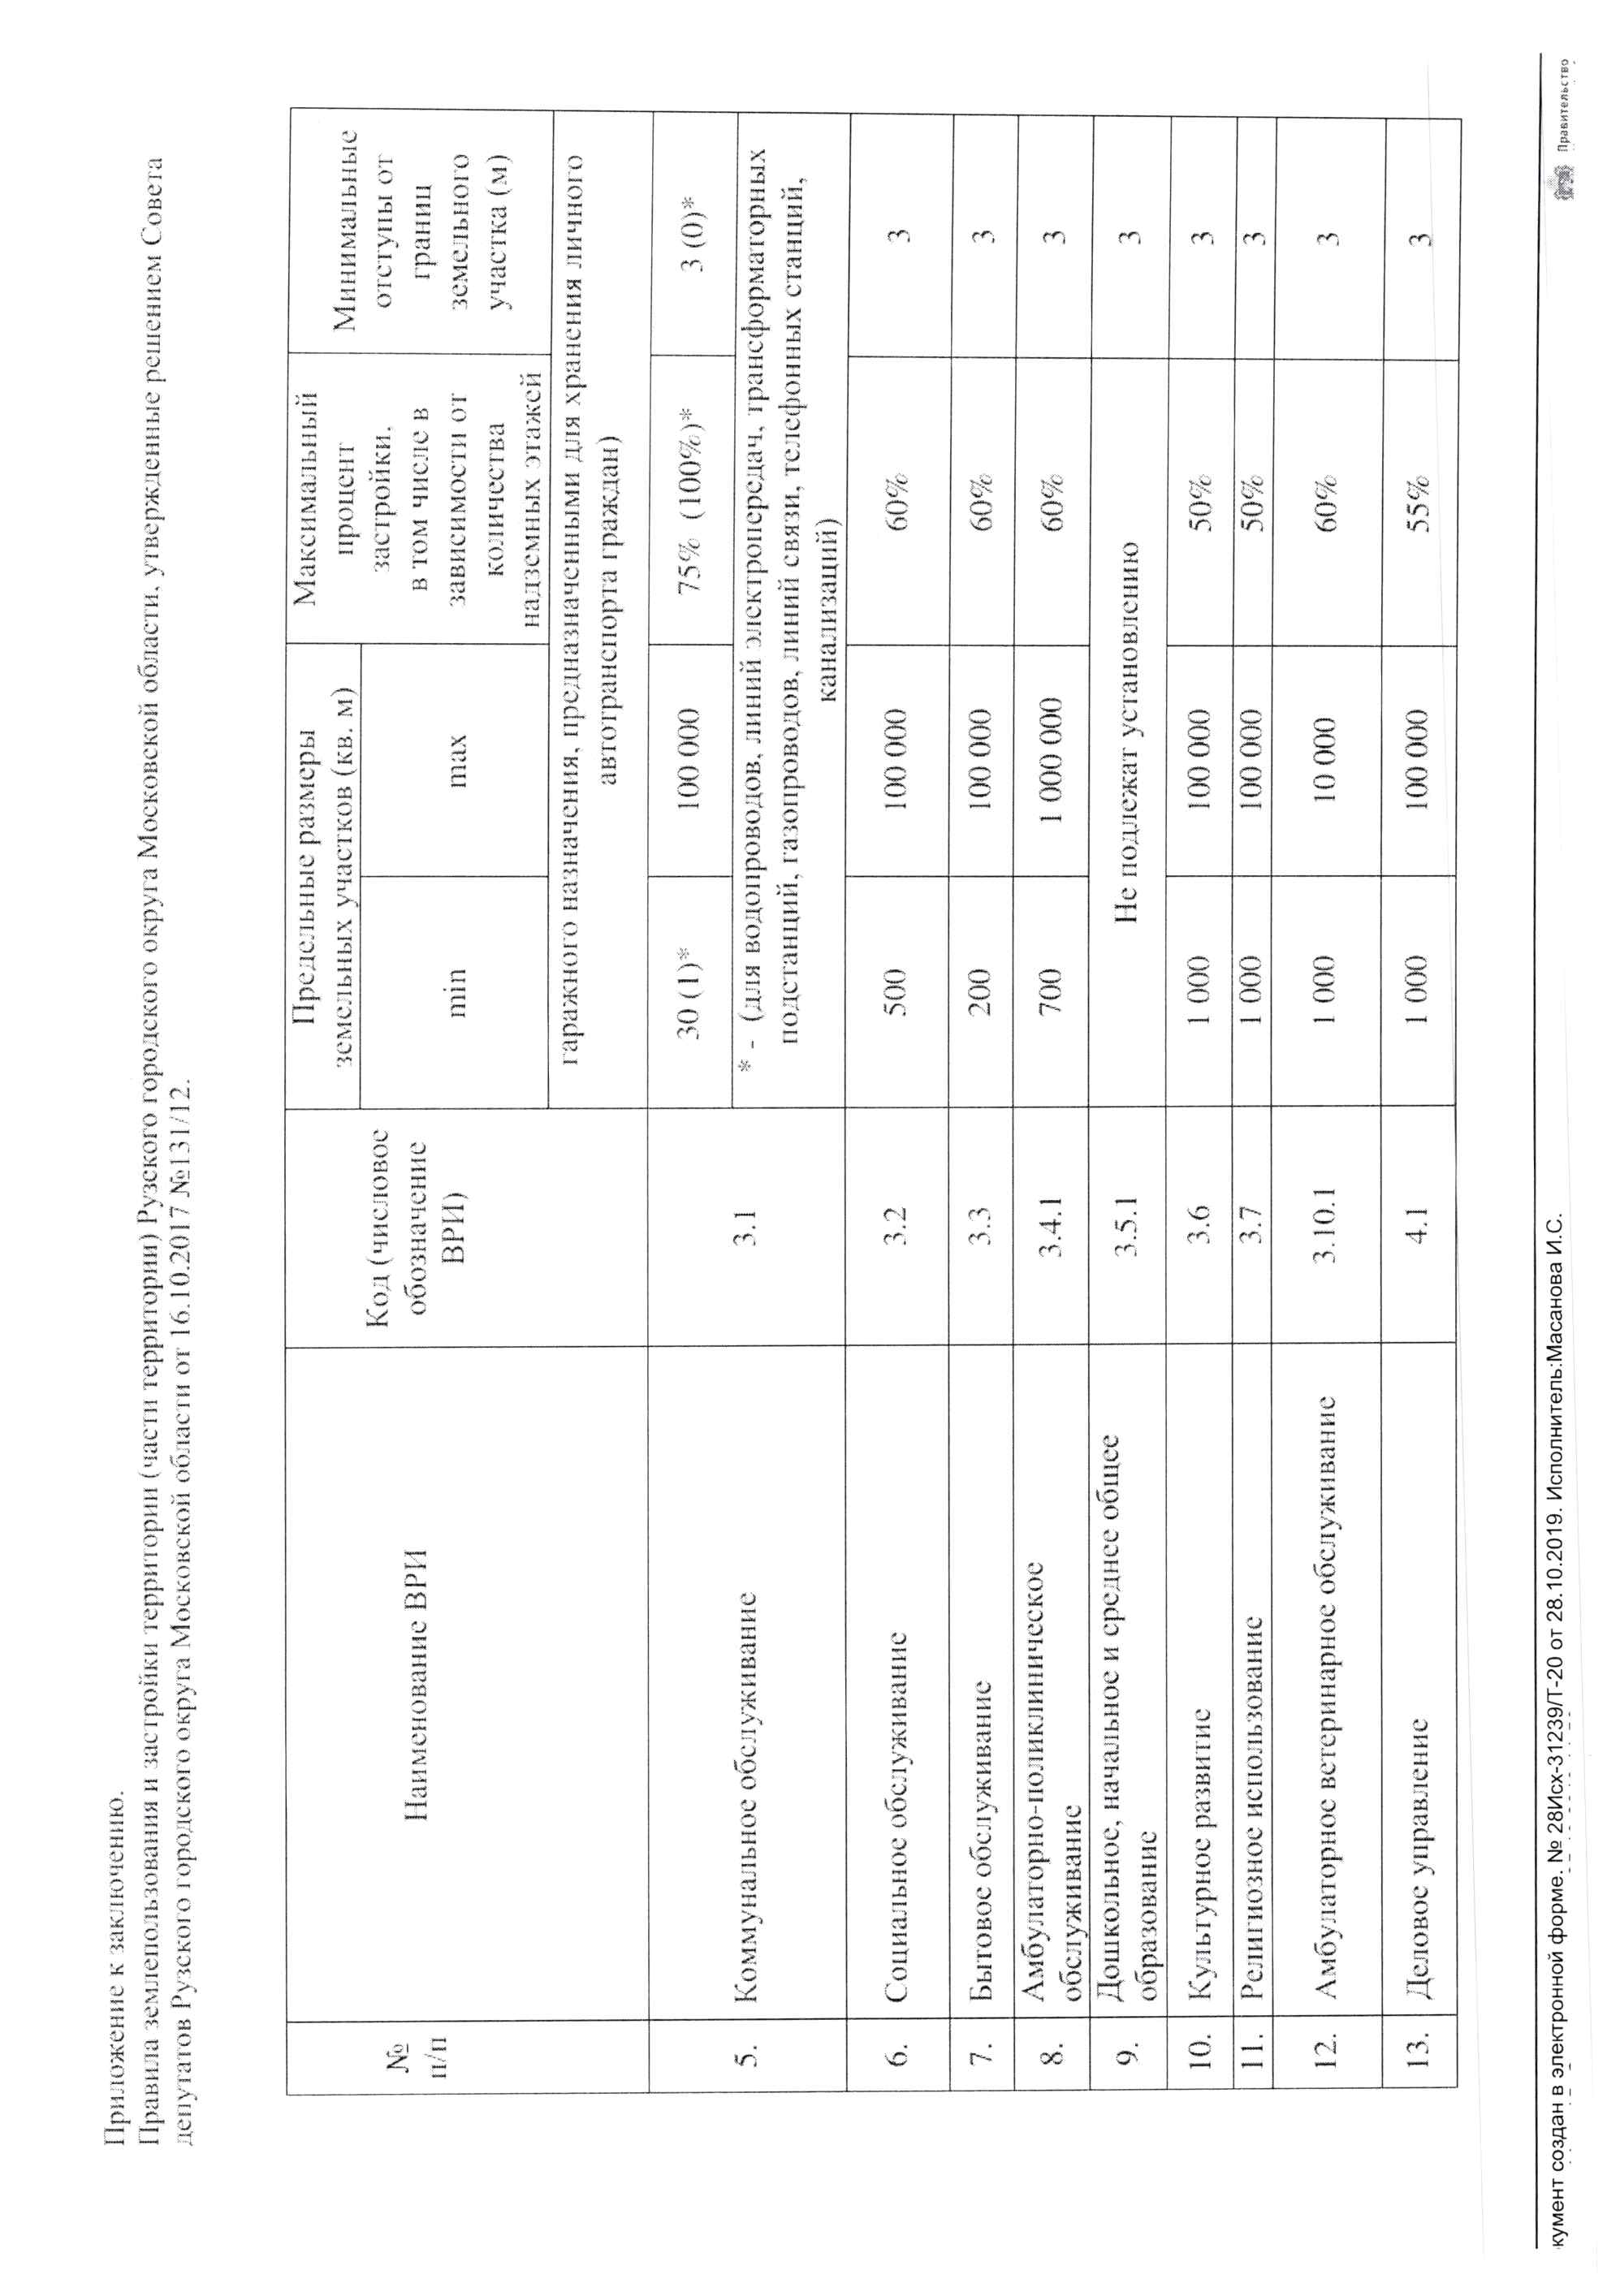 Приложение к заключению.
Правила землепользования и застройки территории (части территории) Рузского городского округа Московской области, утвержденные решением Совета
депутатов Рузского городского округа Московской области от 16.10.2017 №131/12.
№
п/п
Наименование ВРИ
Код (числовое
обозначение
ВРИ)
Предельные размеры
земельных участков (кв. м)
min
max
Максимальный
процент
застройки,
в том числе в
зависимости от
количества
надземных этажей
Минимальные
отступы от
границ
земельного
участка (м)
гаражного назначения, предназначенными для хранения личного
автотранспорта граждан)
5. Коммунальное обслуживание 3.1 30 (1)* 100 000 75% (100%)* 3 (0)*
* - (для водопроводов, линий электропередач, трансформаторных
подстанций, газопроводов, линий связи, телефонных станций,
канализаций)
6. Социальное обслуживание 3.2 500 100 000 60% 3
7. Бытовое обслуживание 3.3 200 100 000 60% 3
8. Амбулаторно-поликлиническое
обслуживание 3.4.1 700 1 000 000 60% 3
9. Дошкольное, начальное и среднее общее
образование 3.5.1 Не подлежат установлению 3
10. Культурное развитие 3.6 1 000 100 000 50% 3
11. Религиозное использование 3.7 1 000 100 000 50% 3
12. Амбулаторное ветеринарное обслуживание 3.10.1 1 000 10 000 60% 3
13. Деловое управление 4.1 1 000 100 000 55% 3
кумент создан в электронной форме. № 28Исх-31239/Т-20 от 28.10.2019. Исполнитель:Масанова И.С.
Правительство